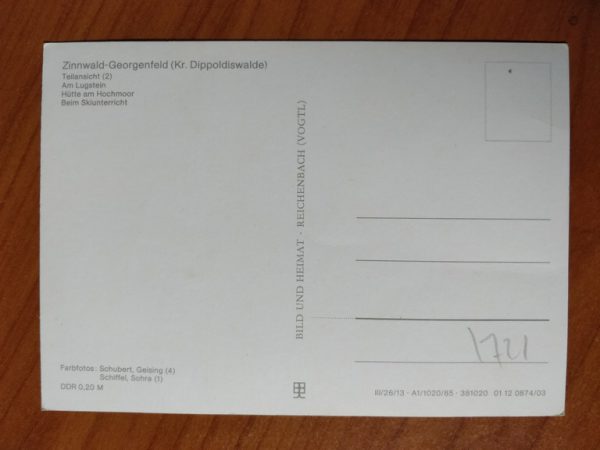 Zinnwald-Georgenfeld (Kr. Dippoldiswalde)
Teilansicht (2)
Am Lugstein
Hütte am Hochmoor
Beim Skiunterricht
BILD UND HEIMAT · REICHENBACH (VOGTL)
1721
Farbfotos: Schubert, Geising (4)
Schiffel, Sohra (1)
DDR 0,20 M
III/26/13 - A1/1020/85 - 381020 01 12 0874/03